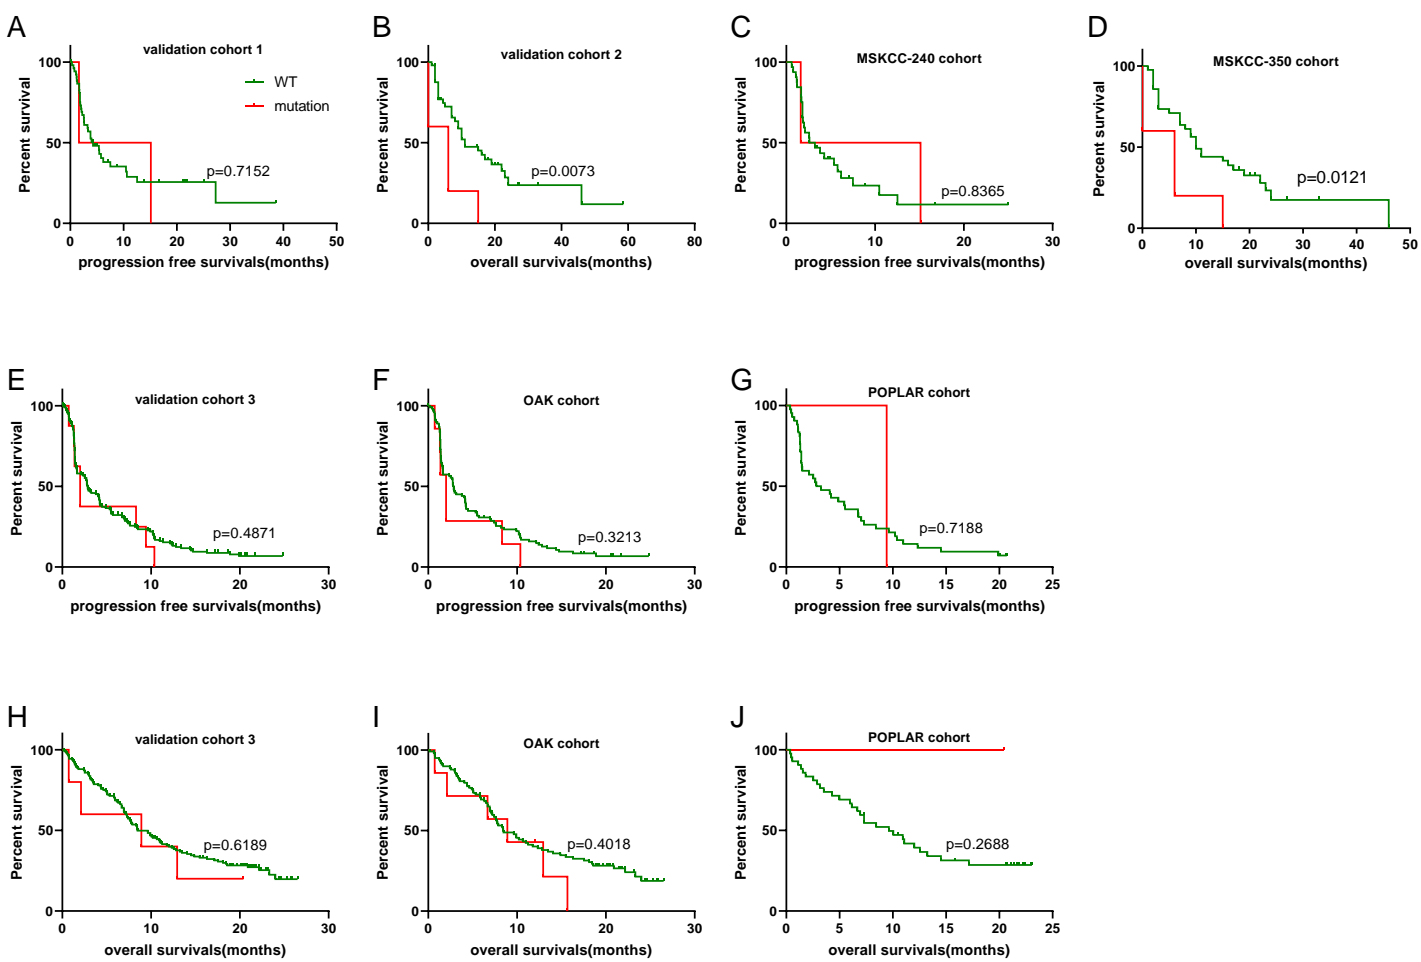 A
validation cohort 1
Percent survival
100
50
0
WT
mutation
p=0.7152
0 10 20 30 40 50
progression free survivals(months)
B
validation cohort 2
Percent survival
100
50
0
p=0.0073
0 20 40 60 80
overall survivals(months)
C
MSKCC-240 cohort
Percent survival
100
50
0
p=0.8365
0 10 20 30
progression free survivals(months)
D
MSKCC-350 cohort
Percent survival
100
50
0
p=0.0121
0 10 20 30 40 50
overall survivals(months)
E
validation cohort 3
Percent survival
100
50
0
p=0.4871
0 10 20 30
progression free survivals(months)
F
OAK cohort
Percent survival
100
50
0
p=0.3213
0 10 20 30
progression free survivals(months)
G
POPLAR cohort
Percent survival
100
50
0
p=0.7188
0 5 10 15 20 25
progression free survivals(months)
H
validation cohort 3
Percent survival
100
50
0
p=0.6189
0 10 20 30
overall survivals(months)
I
OAK cohort
Percent survival
100
50
0
p=0.4018
0 10 20 30
overall survivals(months)
J
POPLAR cohort
Percent survival
100
50
0
p=0.2688
0 5 10 15 20 25
overall survivals(months)